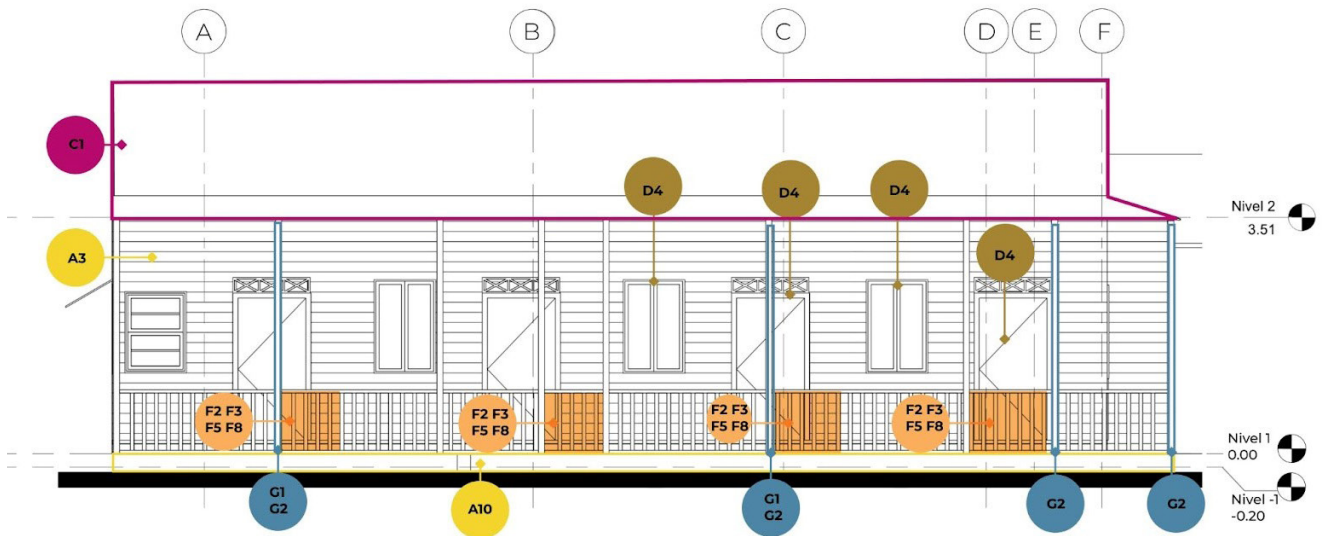 A
B
C
D
E
F
C1
D4
D4
D4
Nivel 2
3.51
A3
D4
F2 F3
F5 F8
F2 F3
F5 F8
F2 F3
F5 F8
F2 F3
F5 F8
Nivel 1
0.00
G1
G2
A10
G1
G2
G2
G2
Nivel -1
-0.20